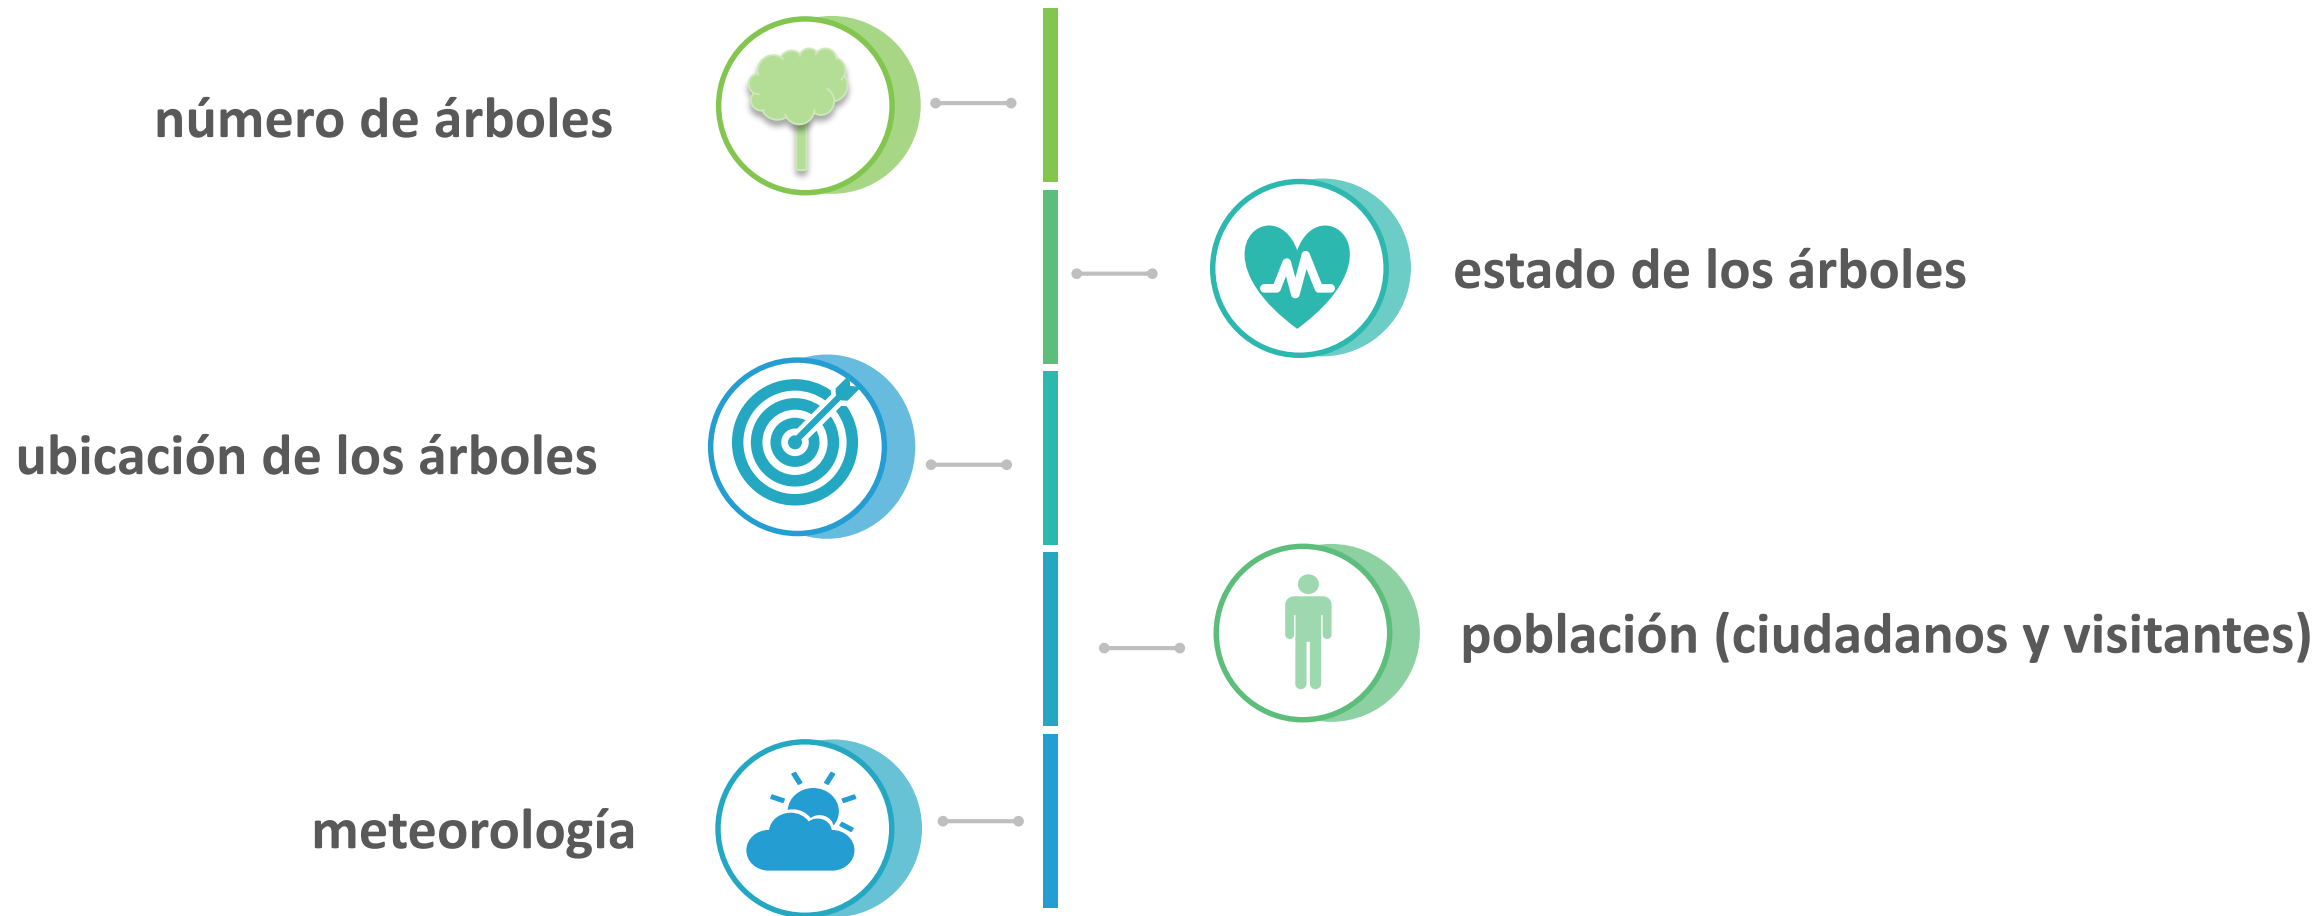 número de árboles
estado de los árboles
ubicación de los árboles
población (ciudadanos y visitantes)
meteorología